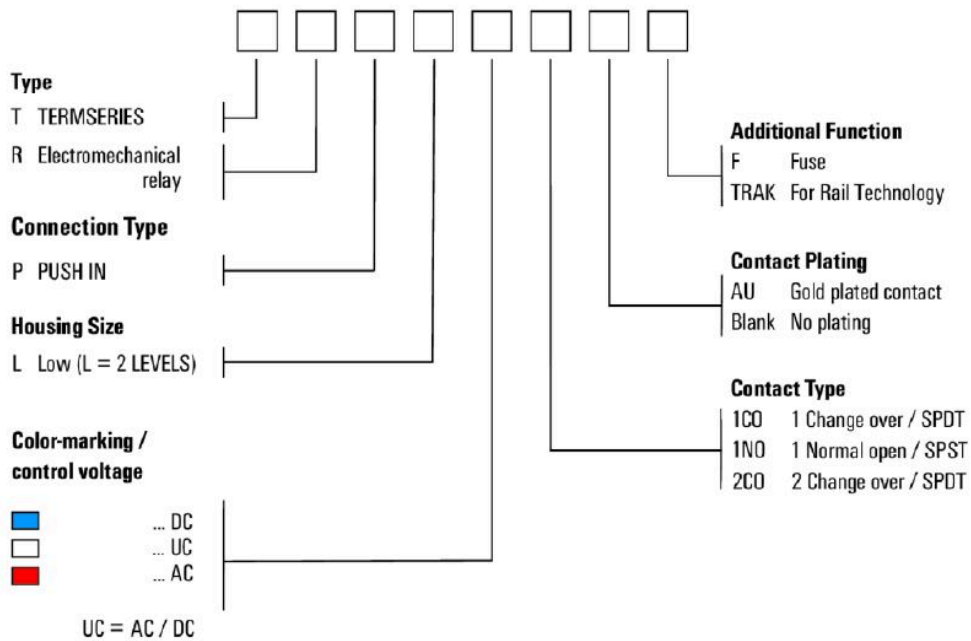 Type
T TERMSERIES
R Electromechanical
relay
Connection Type
P PUSH IN
Housing Size
L Low (L = 2 LEVELS)
Color-marking /
control voltage
... DC
... UC
... AC
UC = AC / DC
Additional Function
F Fuse
TRAK For Rail Technology
Contact Plating
AU Gold plated contact
Blank No plating
Contact Type
1CO 1 Change over / SPDT
1NO 1 Normal open / SPST
2CO 2 Change over / SPDT